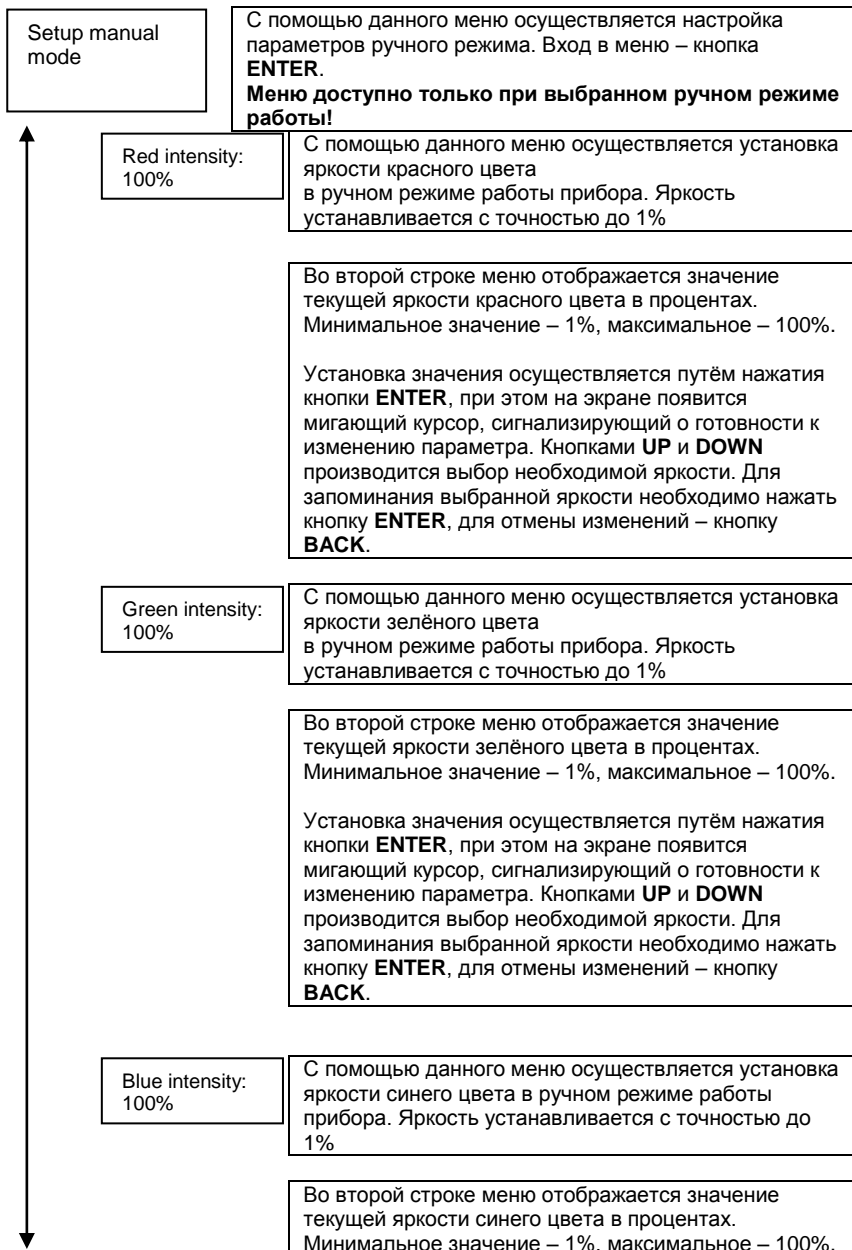 Setup manual
mode
С помощью данного меню осуществляется настройка
параметров ручного режима. Вход в меню – кнопка
ENTER.
Меню доступно только при выбранном ручном режиме
работы!
Red intensity:
100%
С помощью данного меню осуществляется установка
яркости красного цвета
в ручном режиме работы прибора. Яркость
устанавливается с точностью до 1%
Во второй строке меню отображается значение
текущей яркости красного цвета в процентах.
Минимальное значение – 1%, максимальное – 100%.
Установка значения осуществляется путём нажатия
кнопки ENTER, при этом на экране появится
мигающий курсор, сигнализирующий о готовности к
изменению параметра. Кнопками UP и DOWN
производится выбор необходимой яркости. Для
запоминания выбранной яркости необходимо нажать
кнопку ENTER, для отмены изменений – кнопку
BACK.
Green intensity:
100%
С помощью данного меню осуществляется установка
яркости зелёного цвета
в ручном режиме работы прибора. Яркость
устанавливается с точностью до 1%
Во второй строке меню отображается значение
текущей яркости зелёного цвета в процентах.
Минимальное значение – 1%, максимальное – 100%.
Установка значения осуществляется путём нажатия
кнопки ENTER, при этом на экране появится
мигающий курсор, сигнализирующий о готовности к
изменению параметра. Кнопками UP и DOWN
производится выбор необходимой яркости. Для
запоминания выбранной яркости необходимо нажать
кнопку ENTER, для отмены изменений – кнопку
BACK.
Blue intensity:
100%
С помощью данного меню осуществляется установка
яркости синего цвета в ручном режиме работы
прибора. Яркость устанавливается с точностью до
1%
Во второй строке меню отображается значение
текущей яркости синего цвета в процентах.
Минимальное значение – 1%, максимальное – 100%.